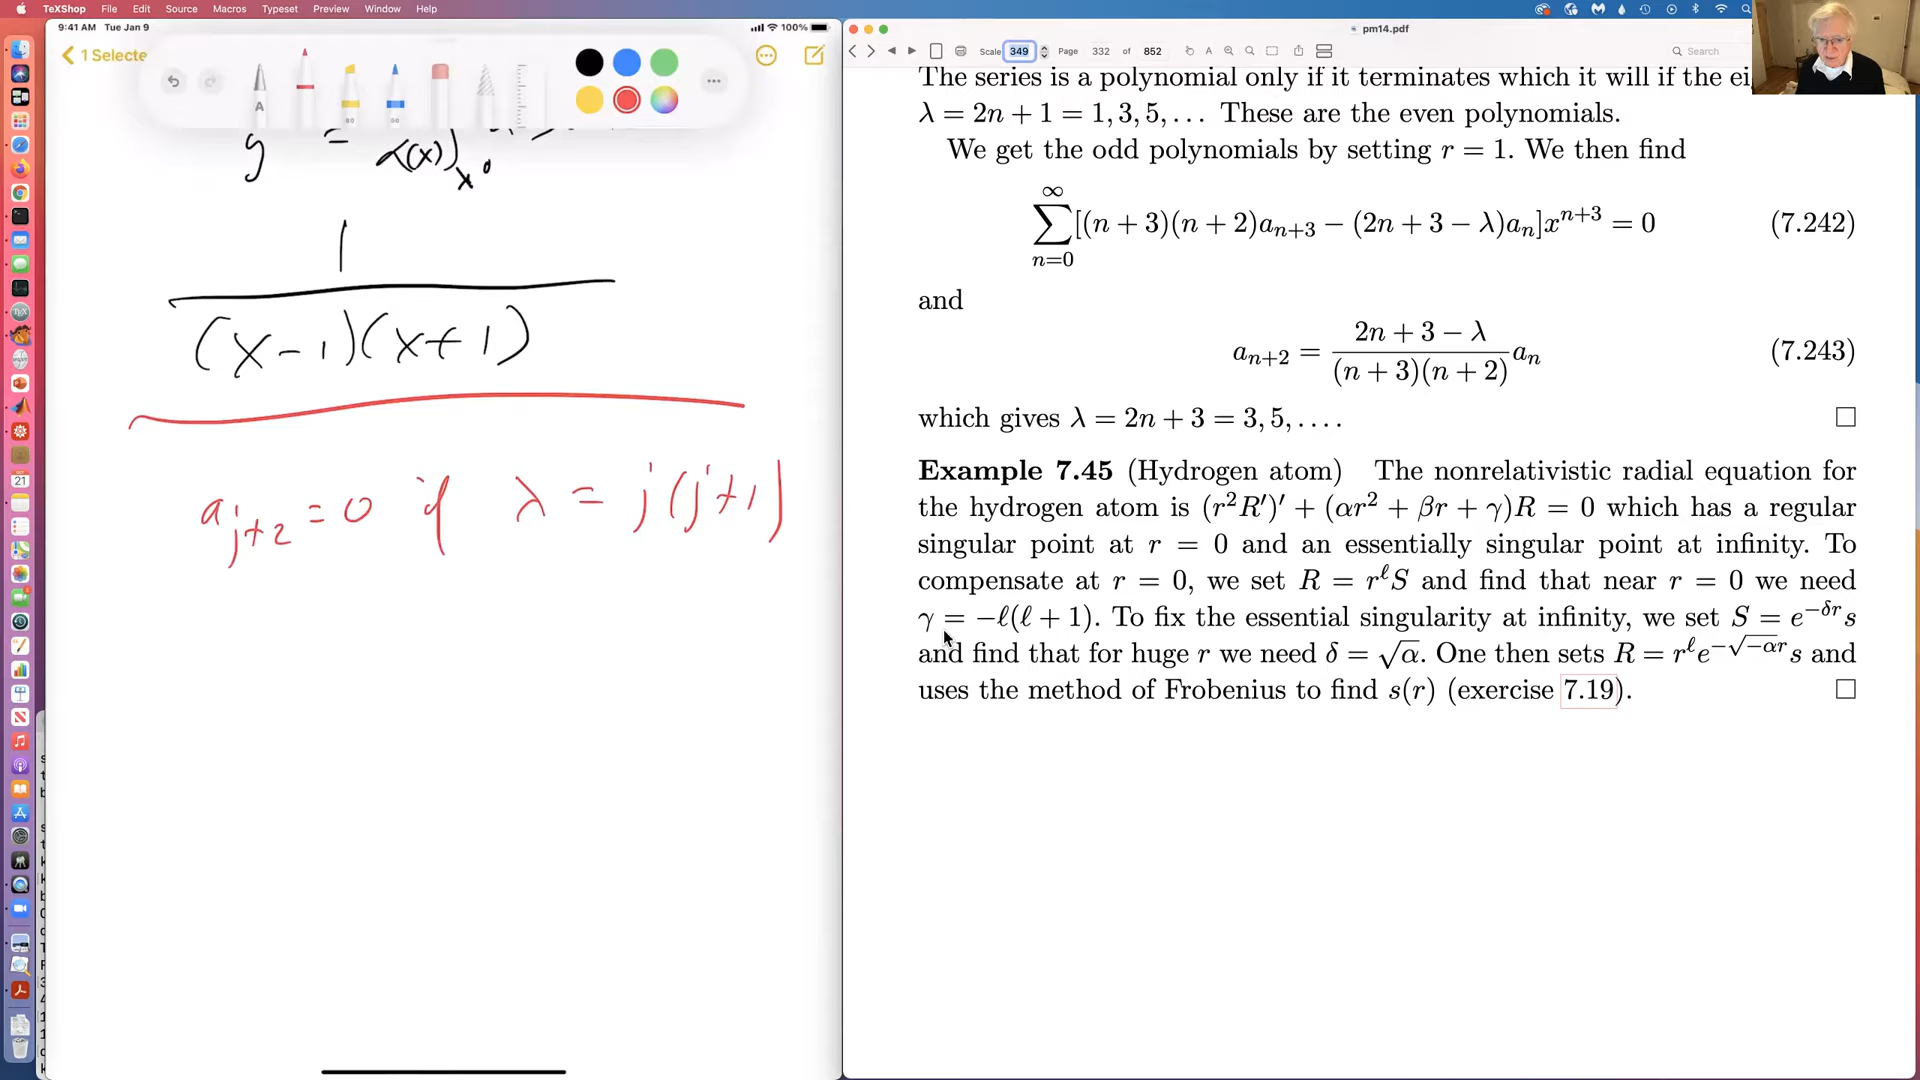 TeXShop File Edit Source Macros Typeset Preview Window Help
9:41 AM Tue Jan 9
100%
1 Selecte
A
80
80
y = α(x)) x⁰
1
(x-1)(x+1)
a_{j+2} = 0 if λ = j(j+1)
OCT
21
pm14.pdf
Scale 349 Page 332 of 852
Search
The series is a polynomial only if it terminates which it will if the ei
λ = 2n + 1 = 1, 3, 5, . . . These are the even polynomials.
We get the odd polynomials by setting r = 1. We then find
∞
∑ [(n + 3)(n + 2)a_{n+3} − (2n + 3 − λ)a_n]x^{n+3} = 0 (7.242)
n=0
and
a_{n+2} = \frac{2n + 3 − λ}{(n + 3)(n + 2)} a_n (7.243)
which gives λ = 2n + 3 = 3, 5, . . . . □
Example 7.45 (Hydrogen atom) The nonrelativistic radial equation for
the hydrogen atom is (r²R′)′ + (αr² + βr + γ)R = 0 which has a regular
singular point at r = 0 and an essentially singular point at infinity. To
compensate at r = 0, we set R = r^ℓ S and find that near r = 0 we need
γ = −ℓ(ℓ + 1). To fix the essential singularity at infinity, we set S = e^{−δr}s
and find that for huge r we need δ = √α. One then sets R = r^ℓ e^{−√−αr} s and
uses the method of Frobenius to find s(r) (exercise 7.19). □